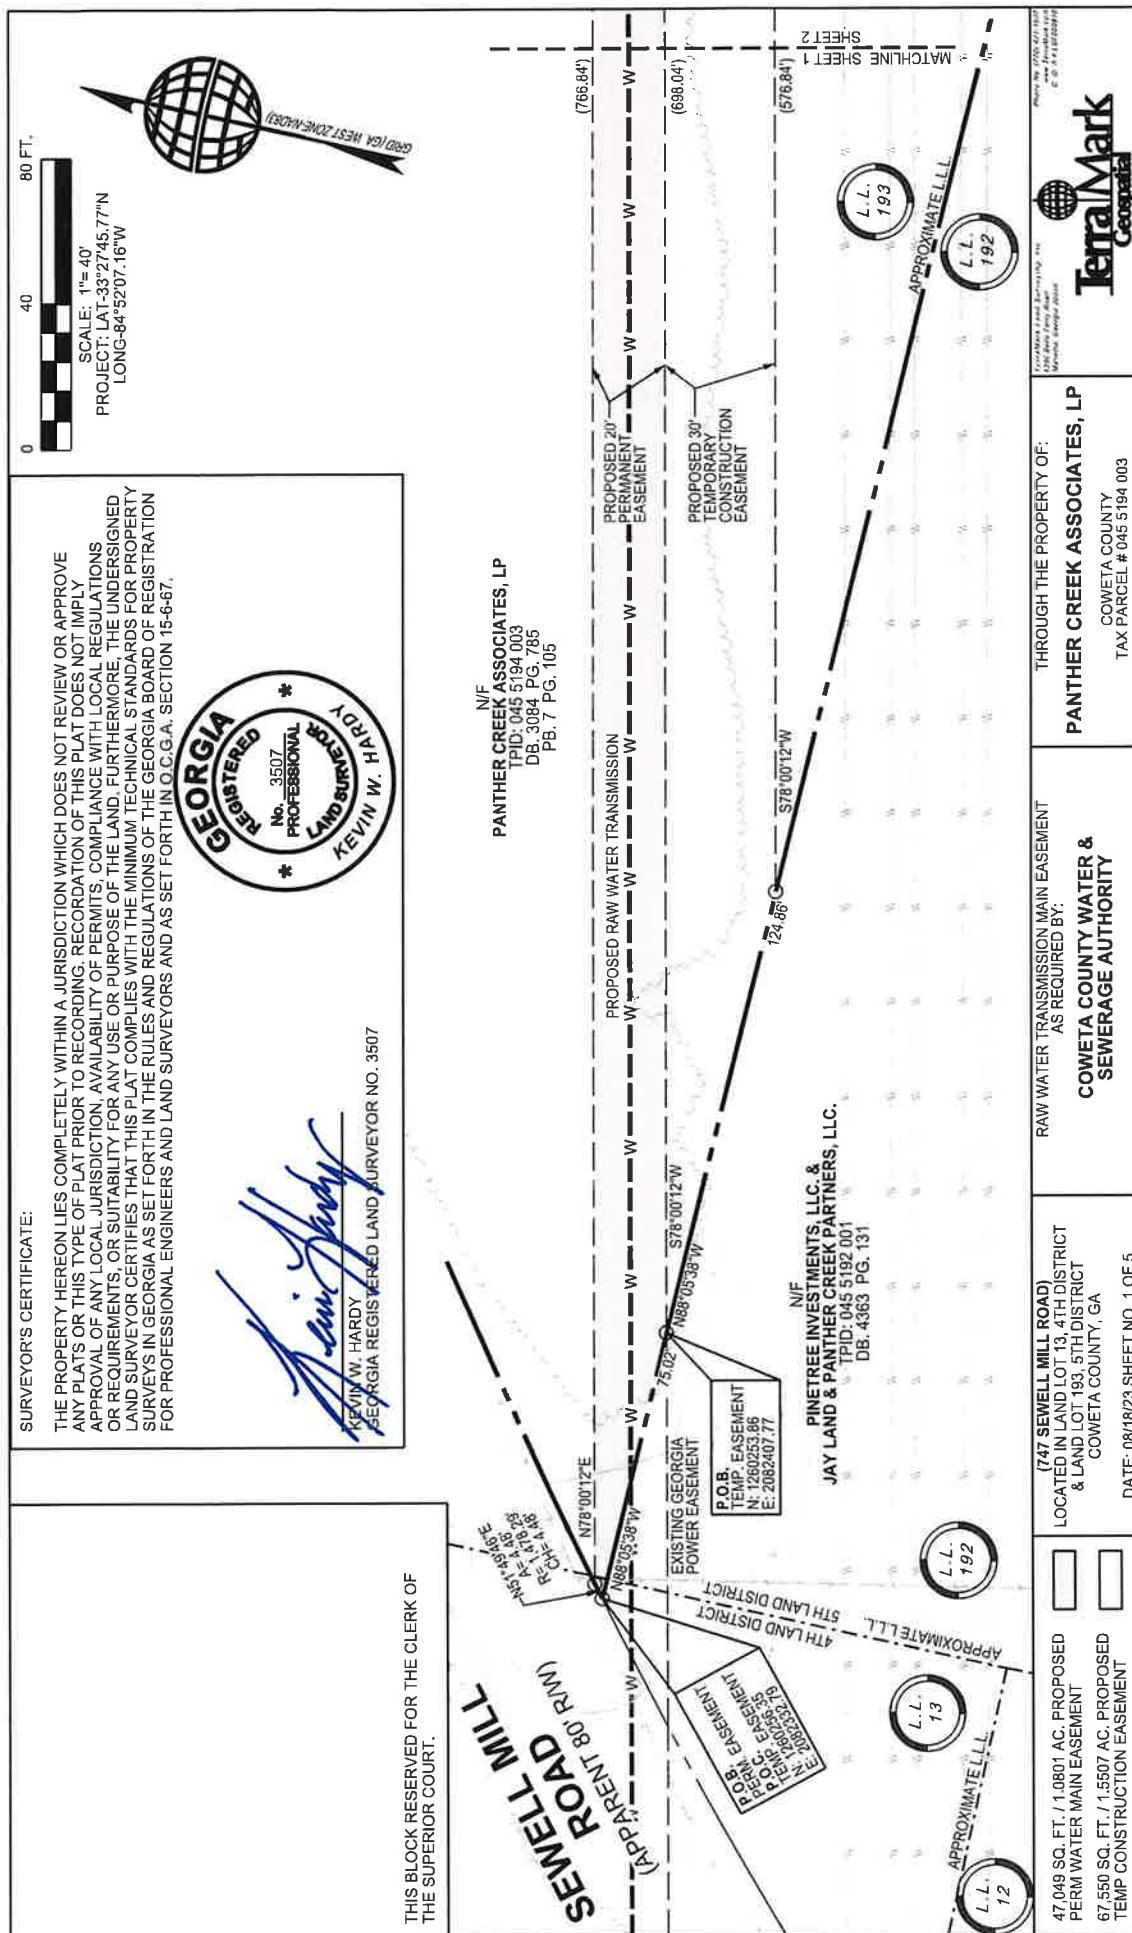 THIS BLOCK RESERVED FOR THE CLERK OF
THE SUPERIOR COURT.
SURVEYOR'S CERTIFICATE:
THE PROPERTY HEREON LIES COMPLETELY WITHIN A JURISDICTION WHICH DOES NOT REVIEW OR APPROVE
ANY PLATS OR THIS TYPE OF PLAT PRIOR TO RECORDING. RECORDATION OF THIS PLAT DOES NOT IMPLY
APPROVAL OF ANY LOCAL JURISDICTION, AVAILABILITY OF PERMITS, COMPLIANCE WITH LOCAL REGULATIONS
OR REQUIREMENTS, OR SUITABILITY FOR ANY USE OR PURPOSE OF THE LAND. FURTHERMORE, THE UNDERSIGNED
LAND SURVEYOR CERTIFIES THAT THIS PLAT COMPLIES WITH THE MINIMUM TECHNICAL STANDARDS FOR PROPERTY
SURVEYS IN GEORGIA AS SET FORTH IN THE RULES AND REGULATIONS OF THE GEORGIA BOARD OF REGISTRATION
FOR PROFESSIONAL ENGINEERS AND LAND SURVEYORS AND AS SET FORTH IN O.C.G.A. SECTION 15-6-67.
Kevin Hardy
KEVIN W. HARDY
GEORGIA REGISTERED LAND SURVEYOR NO. 3507
GEORGIA
REGISTERED
No. 3507
PROFESSIONAL
LAND SURVEYOR
KEVIN W. HARDY
0 40 80 FT.
SCALE: 1"= 40'
PROJECT: LAT-33°27'45.77"N
LONG-84°52'07.16"W
GRID (GA. WEST ZONE-NAD83)
N/F
PANTHER CREEK ASSOCIATES, LP
TPID: 045 5194 003
DB. 3084 PG. 785
PB. 7 PG. 105
SEWELL MILL
ROAD
(APPARENT 80' R/W)
N51°49'46"E
A= 4.48'
R= 1,478.29'
CH= 4.48'
N78°00'12"E
N88°05'38"W
EXISTING GEORGIA
POWER EASEMENT
75.02'
N88°05'38"W
S78°00'12"W
PROPOSED RAW WATER TRANSMISSION
W W W W W W W W W W W W W
124.86'
S78°00'12"W
PROPOSED 20'
PERMANENT
EASEMENT
PROPOSED 30'
TEMPORARY
CONSTRUCTION
EASEMENT
(766.84')
(698.04')
(576.84')
MATCHLINE SHEET 1
SHEET 2
P.O.B.
PERM. EASEMENT
P.O.C.
TEMP. EASEMENT
N: 1260256.35
E: 2082332.79
P.O.B.
TEMP. EASEMENT
N: 1260253.86
E: 2082407.77
4TH LAND DISTRICT
5TH LAND DISTRICT
APPROXIMATE L.L.L.
APPROXIMATE L.L.L.
APPROXIMATE L.L.L.
L.L.
12
L.L.
13
L.L.
192
L.L.
193
L.L.
192
N/F
PINETREE INVESTMENTS, LLC. &
JAY LAND & PANTHER CREEK PARTNERS, LLC.
TPID: 045 5192 001
DB. 4363 PG. 131
47,049 SQ. FT. / 1.0801 AC. PROPOSED
PERM WATER MAIN EASEMENT
67,550 SQ. FT. / 1.5507 AC. PROPOSED
TEMP CONSTRUCTION EASEMENT
(747 SEWELL MILL ROAD)
LOCATED IN LAND LOT 13, 4TH DISTRICT
& LAND LOT 193, 5TH DISTRICT
COWETA COUNTY, GA
DATE: 08/18/23 SHEET NO. 1 OF 5
RAW WATER TRANSMISSION MAIN EASEMENT
AS REQUIRED BY:
COWETA COUNTY WATER &
SEWERAGE AUTHORITY
THROUGH THE PROPERTY OF:
PANTHER CREEK ASSOCIATES, LP
COWETA COUNTY
TAX PARCEL # 045 5194 003
TerraMark
Geospatial